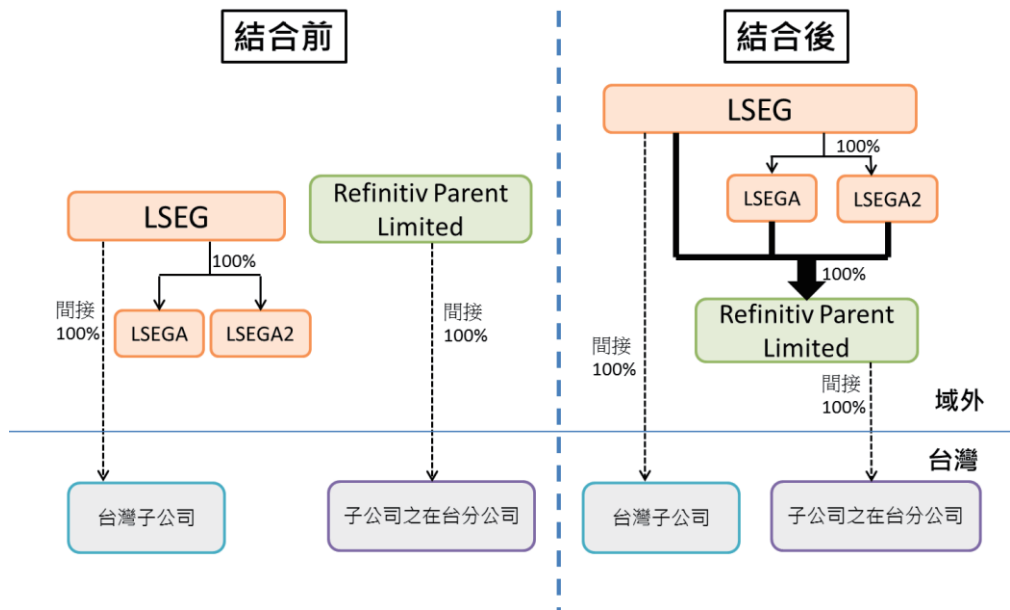 結合前
LSEG
Refinitiv Parent
Limited
100%
間接
100%
LSEGA
LSEGA2
間接
100%
台灣子公司
子公司之在台分公司
結合後
LSEG
100%
LSEGA
LSEGA2
100%
Refinitiv Parent
Limited
間接
100%
間接
100%
域外
台灣
台灣子公司
子公司之在台分公司